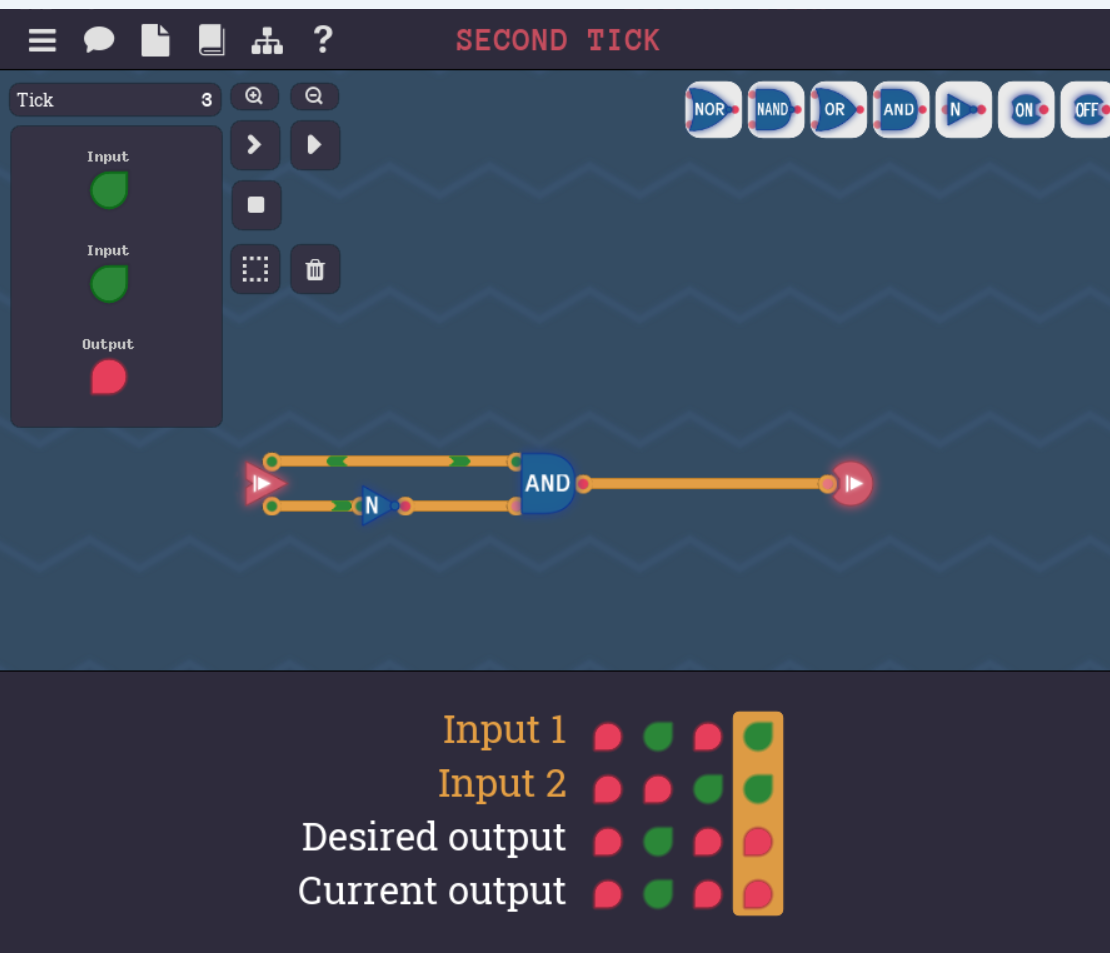 ?
SECOND TICK
Tick 3
NOR NAND OR AND N ON OFF
Input
Input
Output
AND
N
Input 1
Input 2
Desired output
Current output